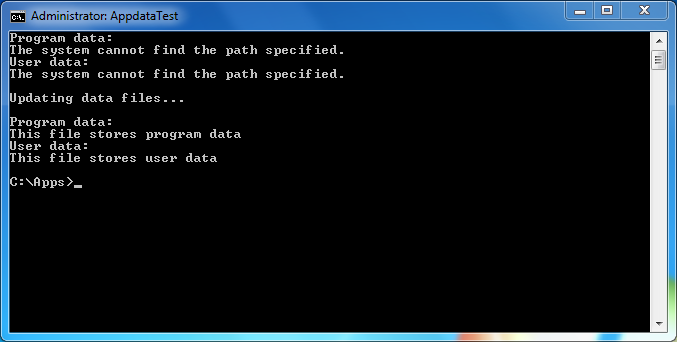 Administrator: AppdataTest
Program data:
The system cannot find the path specified.
User data:
The system cannot find the path specified.
Updating data files...
Program data:
This file stores program data
User data:
This file stores user data
C:\Apps>_